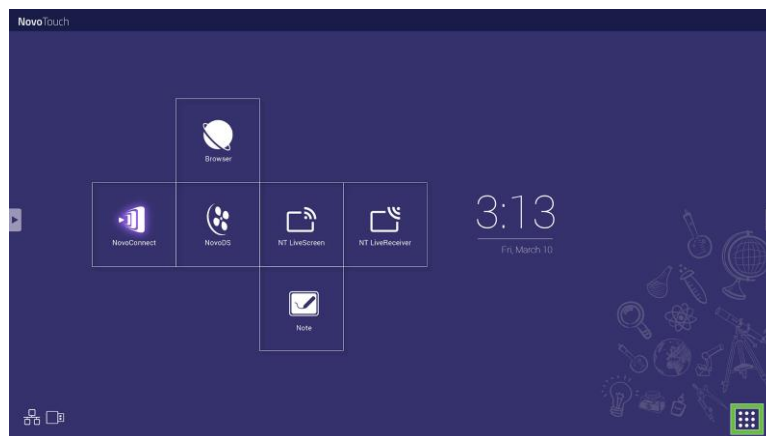 NovoTouch
Browser
NovoConnect
NovoDS
NT LiveScreen
NT LiveReceiver
3:13
Fri, March 10
Note